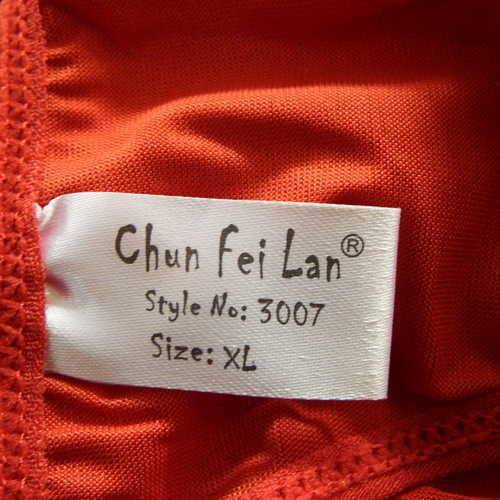 Chun Fei Lan®
Style No: 3007
Size: XL